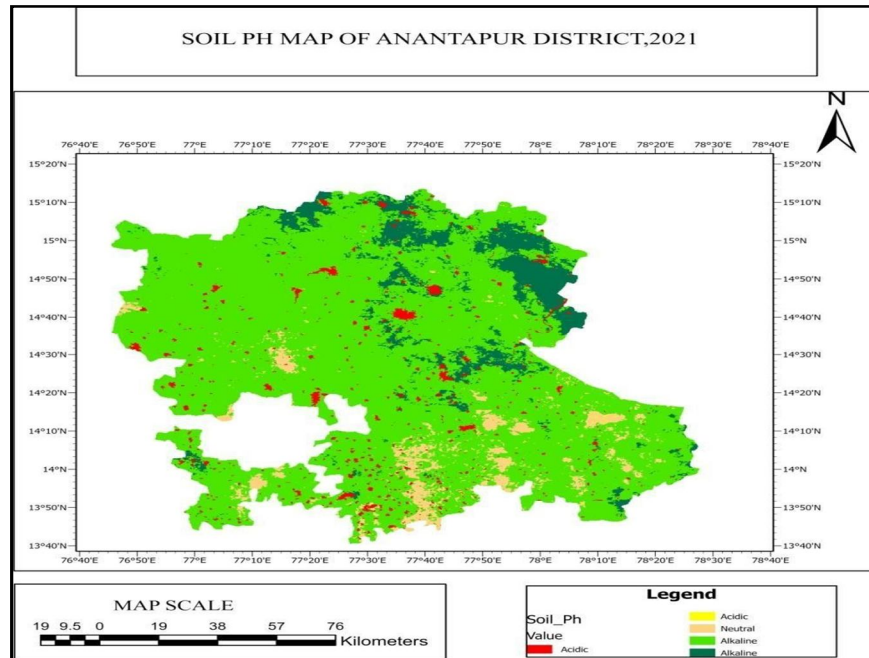 SOIL PH MAP OF ANANTAPUR DISTRICT,2021
N
76°40'E 76°50'E 77°E 77°10'E 77°20'E 77°30'E 77°40'E 77°50'E 78°E 78°10'E 78°20'E 78°30'E 78°40'E
15°20'N 15°20'N
15°10'N 15°10'N
15°N 15°N
14°50'N 14°50'N
14°40'N 14°40'N
14°30'N 14°30'N
14°20'N 14°20'N
14°10'N 14°10'N
14°N 14°N
13°50'N 13°50'N
13°40'N 13°40'N
76°40'E 76°50'E 77°E 77°10'E 77°20'E 77°30'E 77°40'E 77°50'E 78°E 78°10'E 78°20'E 78°30'E 78°40'E
MAP SCALE
19 9.5 0 19 38 57 76
Kilometers
Legend
Soil_Ph
Value
Acidic
Acidic
Neutral
Alkaline
Alkaline